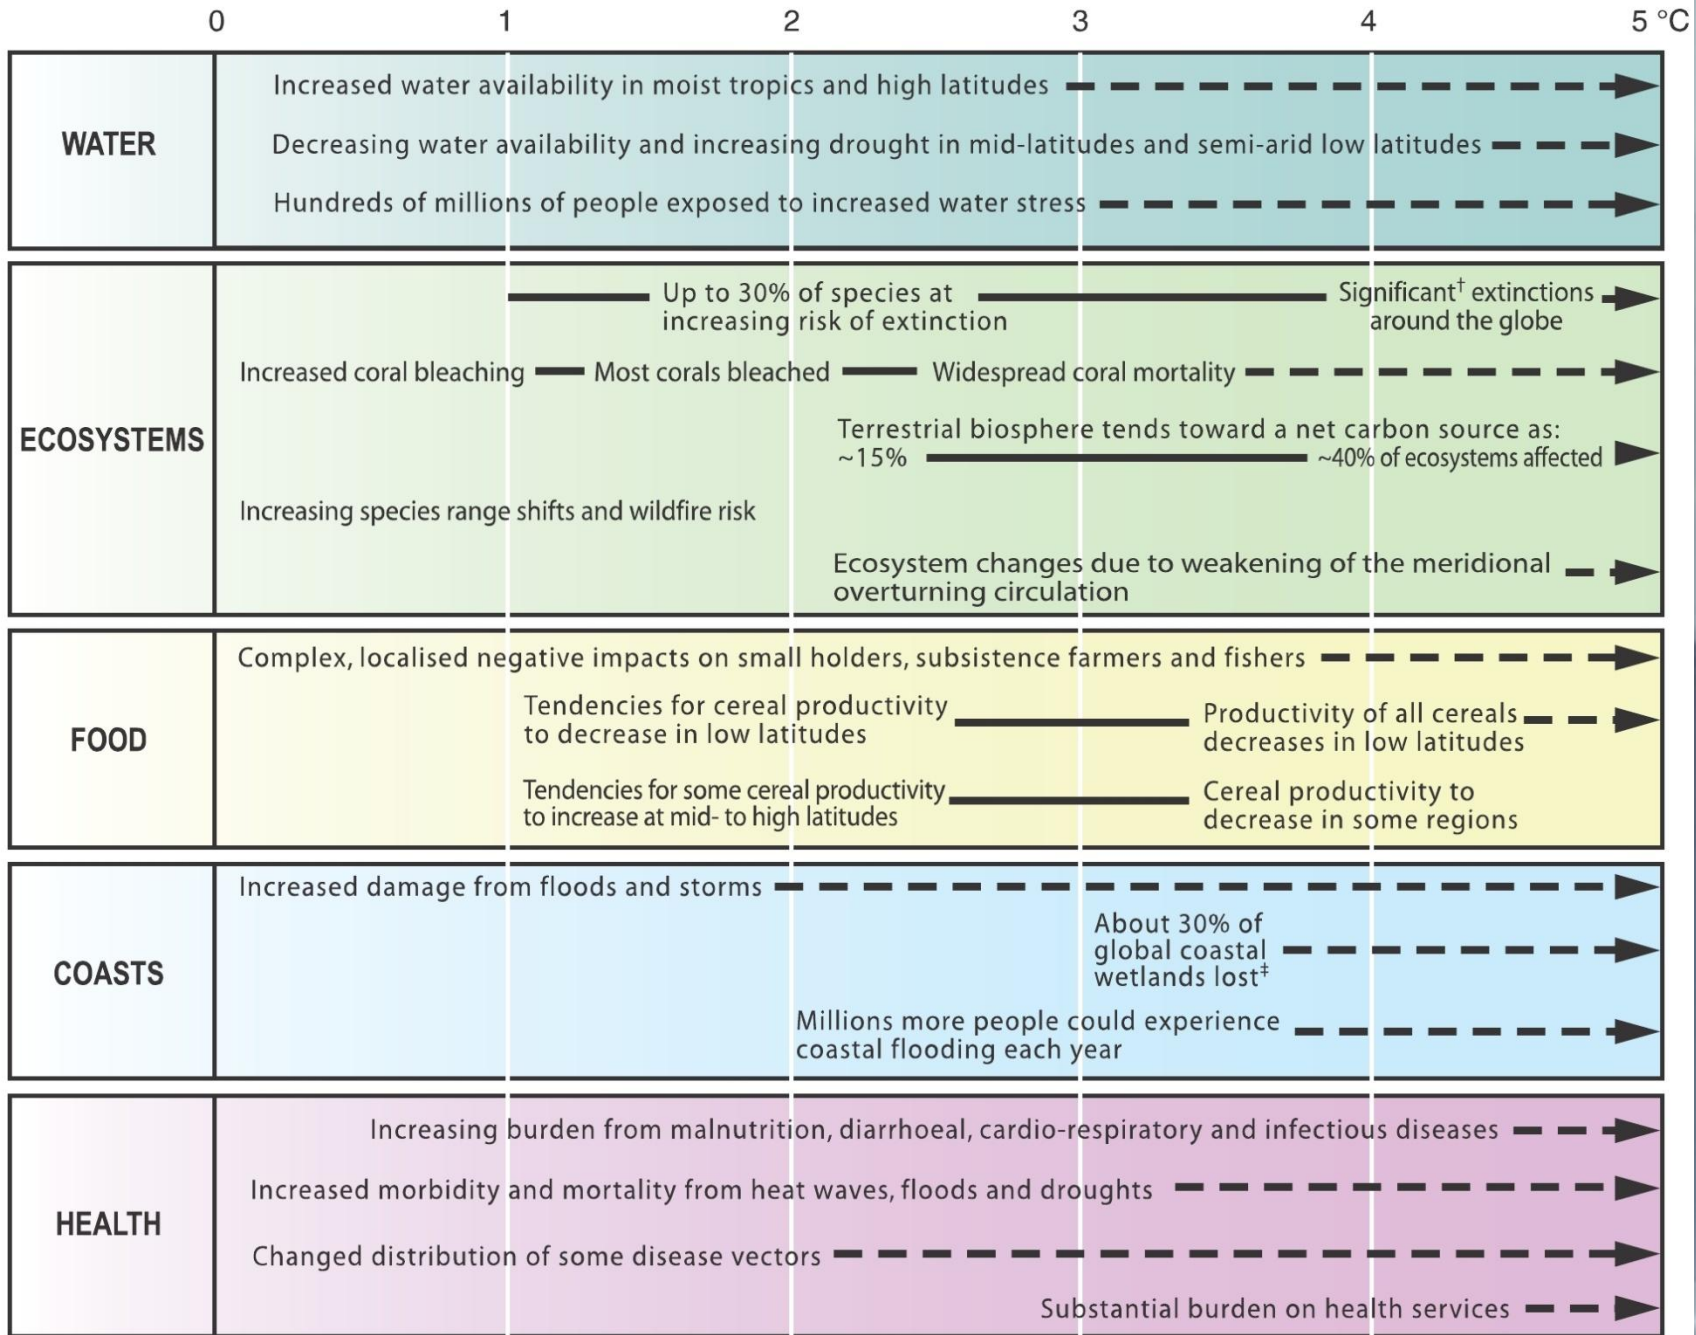 0 1 2 3 4 5 °C
WATER
Increased water availability in moist tropics and high latitudes
Decreasing water availability and increasing drought in mid-latitudes and semi-arid low latitudes
Hundreds of millions of people exposed to increased water stress
ECOSYSTEMS
Up to 30% of species at
increasing risk of extinction
Significant† extinctions
around the globe
Increased coral bleaching
Most corals bleached
Widespread coral mortality
Terrestrial biosphere tends toward a net carbon source as:
~15%
~40% of ecosystems affected
Increasing species range shifts and wildfire risk
Ecosystem changes due to weakening of the meridional
overturning circulation
FOOD
Complex, localised negative impacts on small holders, subsistence farmers and fishers
Tendencies for cereal productivity
to decrease in low latitudes
Productivity of all cereals
decreases in low latitudes
Tendencies for some cereal productivity
to increase at mid- to high latitudes
Cereal productivity to
decrease in some regions
COASTS
Increased damage from floods and storms
About 30% of
global coastal
wetlands lost‡
Millions more people could experience
coastal flooding each year
HEALTH
Increasing burden from malnutrition, diarrhoeal, cardio-respiratory and infectious diseases
Increased morbidity and mortality from heat waves, floods and droughts
Changed distribution of some disease vectors
Substantial burden on health services